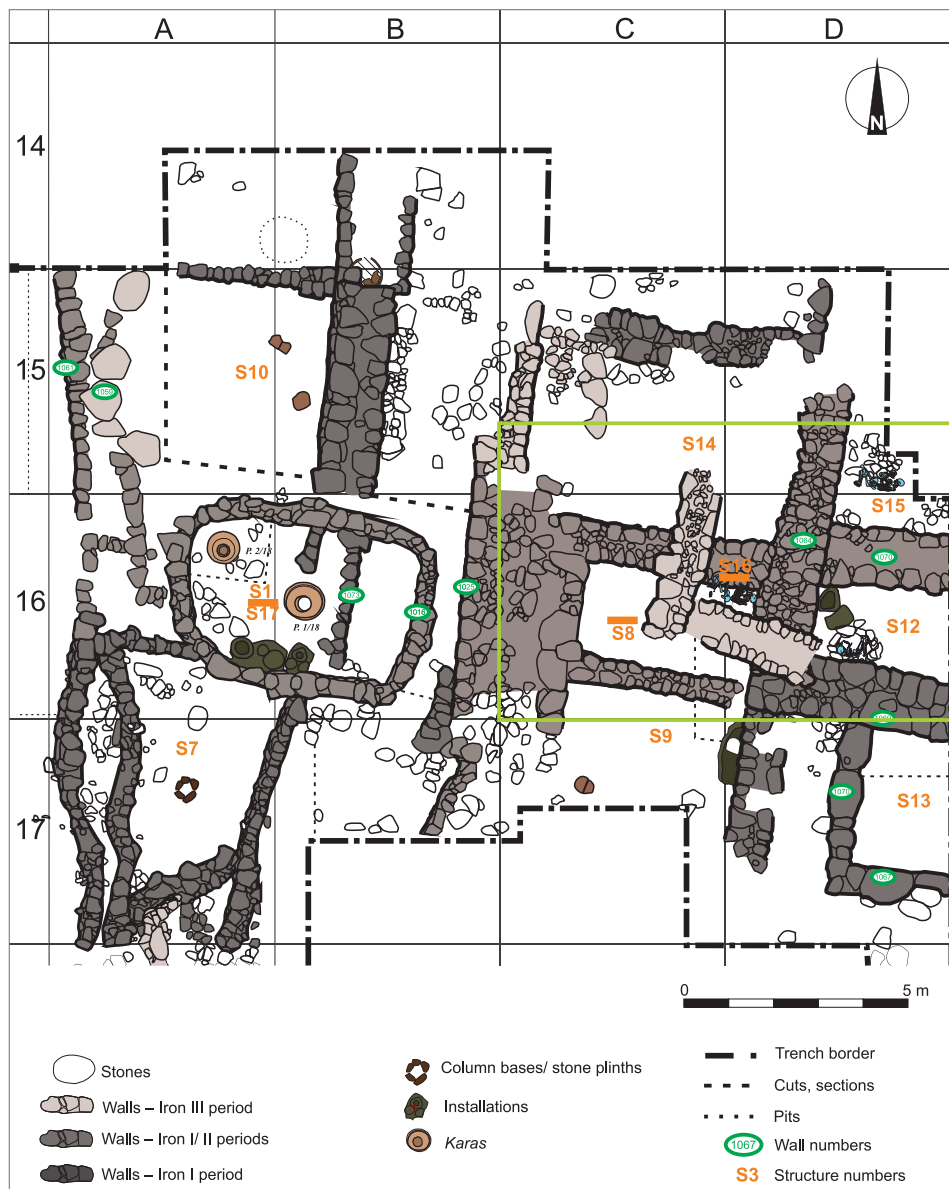 A B C D
N
14
15
16
17
1061
1059
S10
S14
S15
1064
1070
P. 2/18
S1
S17
P. 1/18
1073
1016
1025
S16
S8
S12
S7
S9
1076
S13
1067
0 5 m
Stones
Walls – Iron III period
Walls – Iron I/ II periods
Walls – Iron I period
Column bases/ stone plinths
Installations
Karas
Trench border
Cuts, sections
Pits
1067 Wall numbers
S3 Structure numbers